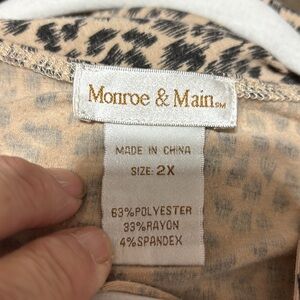 Monroe & Main SM
MADE IN CHINA
SIZE: 2X
63%POLYESTER
33%RAYON
4%SPANDEX